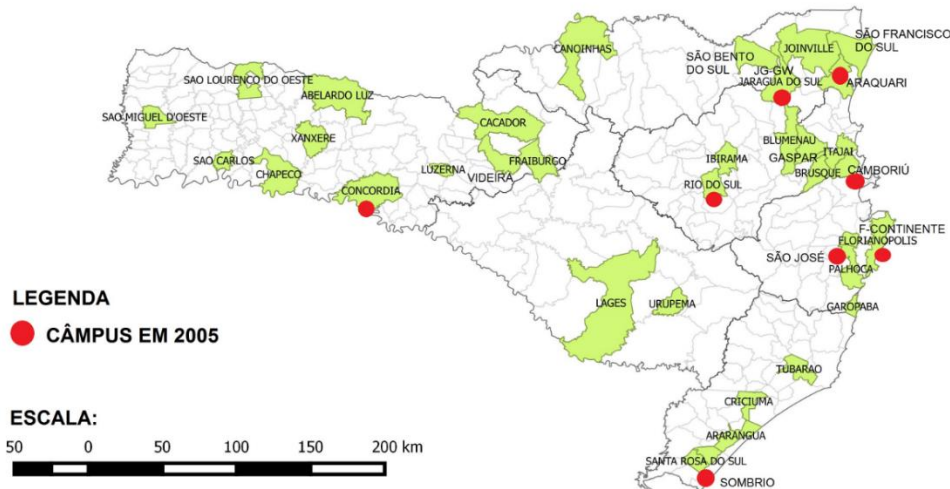 SÃO FRANCISCO
DO SUL
CANOINHAS
JOINVILLE
SÃO BENTO
DO SUL
JG-GW
JARAGUA DO SUL
ARAQUARI
SAO LOURENCO DO OESTE
ABELARDO LUZ
SAO MIGUEL D'OESTE
CACADOR
XANXERE
BLUMENAU
ITAJAI
GASPAR
IBIRAMA
FRAIBURGO
SAO CARLOS
CHAPECO
LUZERNA
VIDEIRA
BRUSQUE
CAMBORIÚ
CONCORDIA
RIO DO SUL
F-CONTINENTE
FLORIANOPOLIS
SÃO JOSÉ
PALHOCA
LEGENDA
LAGES
URUPEMA
GAROPABA
CÂMPUS EM 2005
TUBARAO
CRICIUMA
ESCALA:
ARARANGUA
50 0 50 100 150 200 km
SANTA ROSA DO SUL
SOMBRIO